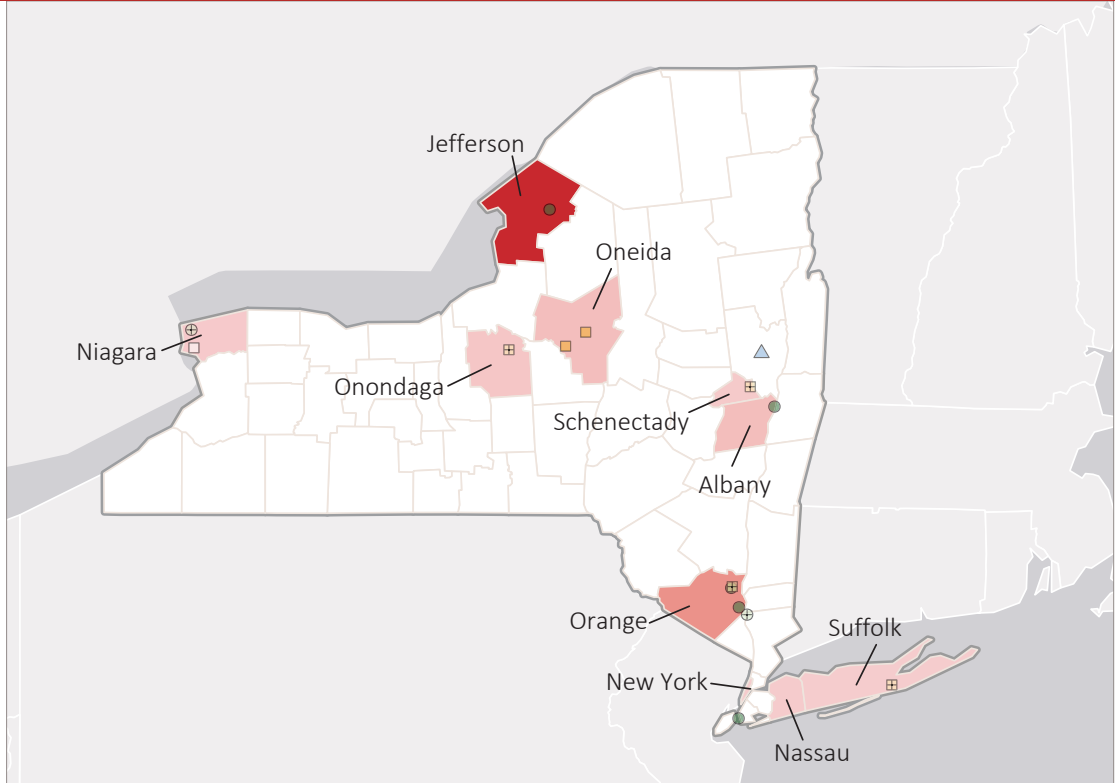 Jefferson
Oneida
Niagara
Onondaga
Schenectady
Albany
Orange
Suffolk
New York
Nassau